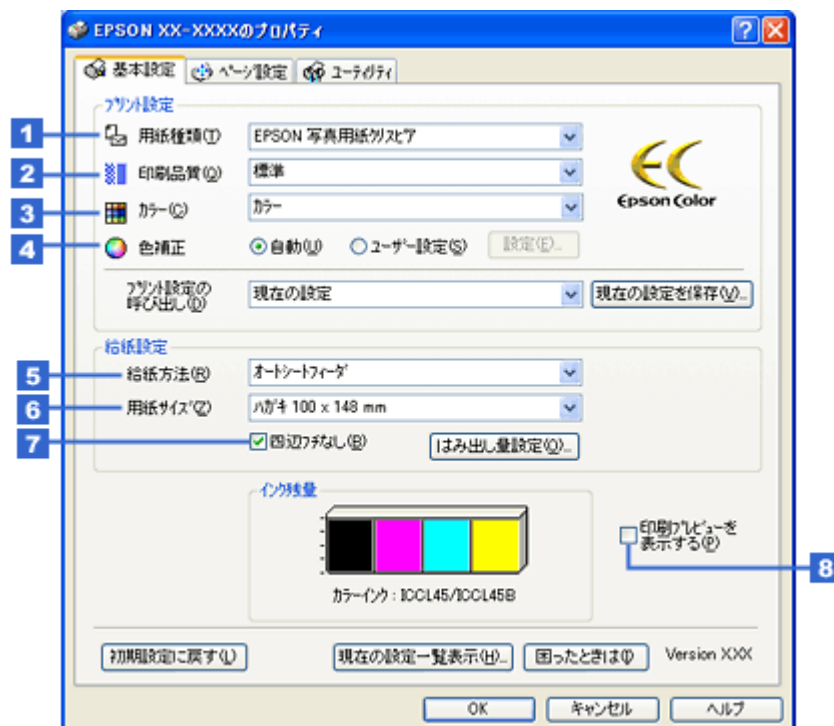 EPSON XX-XXXXのプロパティ
基本設定 ページ設定 ユーティリティ
プリント設定
1 用紙種類(T) EPSON 写真用紙クリスピア
2 印刷品質(Q) 標準
3 カラー(C) カラー
Epson Color
4 色補正 自動(U) ユーザー設定(S) 設定(E)...
プリント設定の
呼び出し(D) 現在の設定 現在の設定を保存(V)...
給紙設定
5 給紙方法(R) オートシートフィーダ
6 用紙サイズ(Z) ハガキ 100 x 148 mm
7 四辺フチなし(B) はみ出し量設定(O)...
インク残量
カラーインク : ICCL45/ICCL45B
印刷プレビューを
表示する(P)
8
初期設定に戻す(L) 現在の設定一覧表示(H)... 困ったときは(I) Version X.XX
OK キャンセル ヘルプ